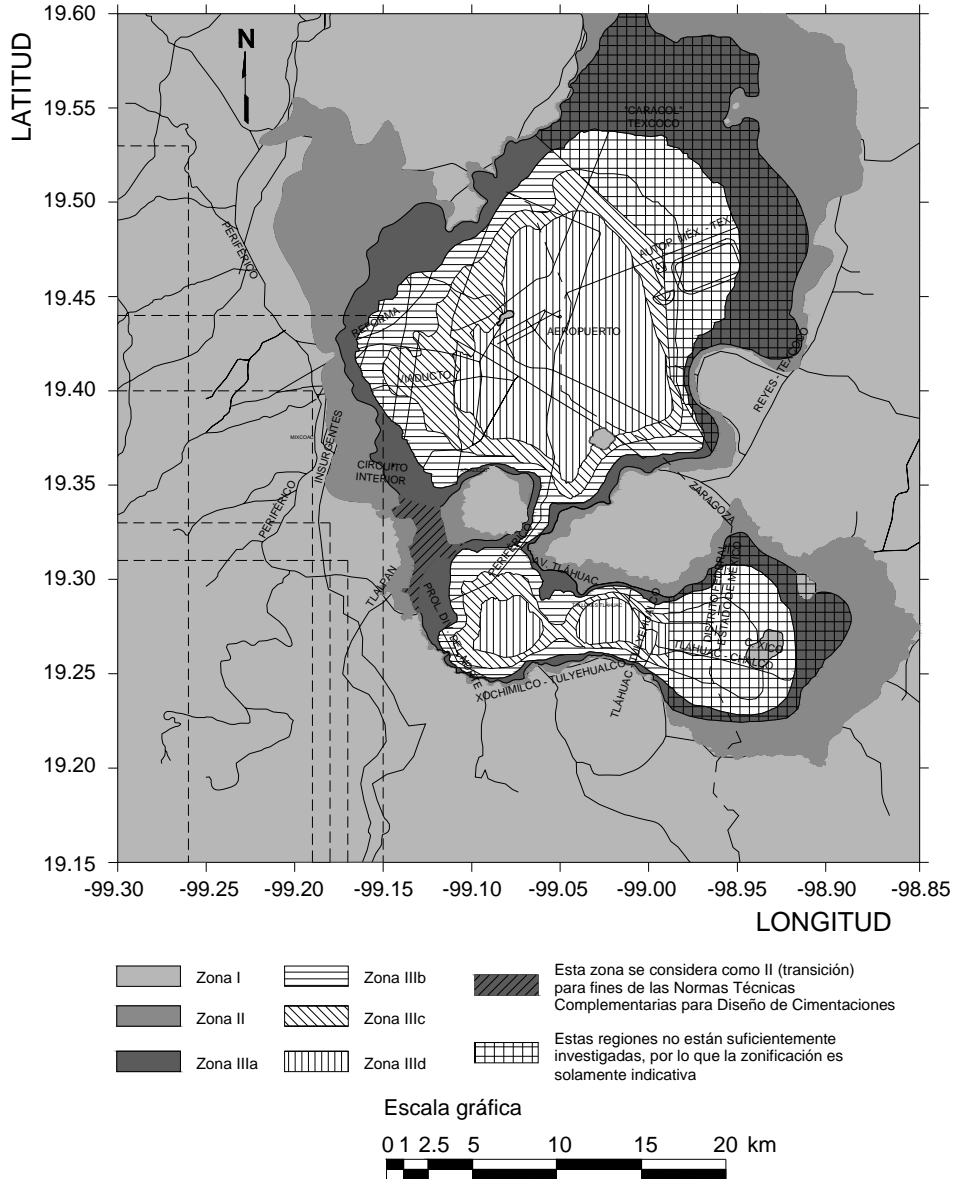 LATITUD
19.60
19.55
19.50
19.45
19.40
19.35
19.30
19.25
19.20
19.15
N
"CARACOL"
TEXCOCO
PERIFÉRICO
AUTOP. MÉX. - TEX.
REFORMA
AEROPUERTO
VIADUCTO
REYES - TEXCOCO
MIXCOAC
INSURGENTES
CIRCUITO
INTERIOR
PERIFÉRICO
ZARAGOZA
PERIFÉRICO
AV. TLÁHUAC
TLALPAN
DISTRITO FEDERAL
ESTADO DE MÉXICO
TLÁHUAC - TULYEHUALCO
C. XICO
TLÁHUAC - CHALCO
XOCHIMILCO - TULYEHUALCO
-99.30 -99.25 -99.20 -99.15 -99.10 -99.05 -99.00 -98.95 -98.90 -98.85
LONGITUD
Zona I
Zona II
Zona IIIa
Zona IIIb
Zona IIIc
Zona IIId
Esta zona se considera como II (transición)
para fines de las Normas Técnicas
Complementarias para Diseño de Cimentaciones
Estas regiones no están suficientemente
investigadas, por lo que la zonificación es
solamente indicativa
Escala gráfica
0 1 2.5 5 10 15 20 km